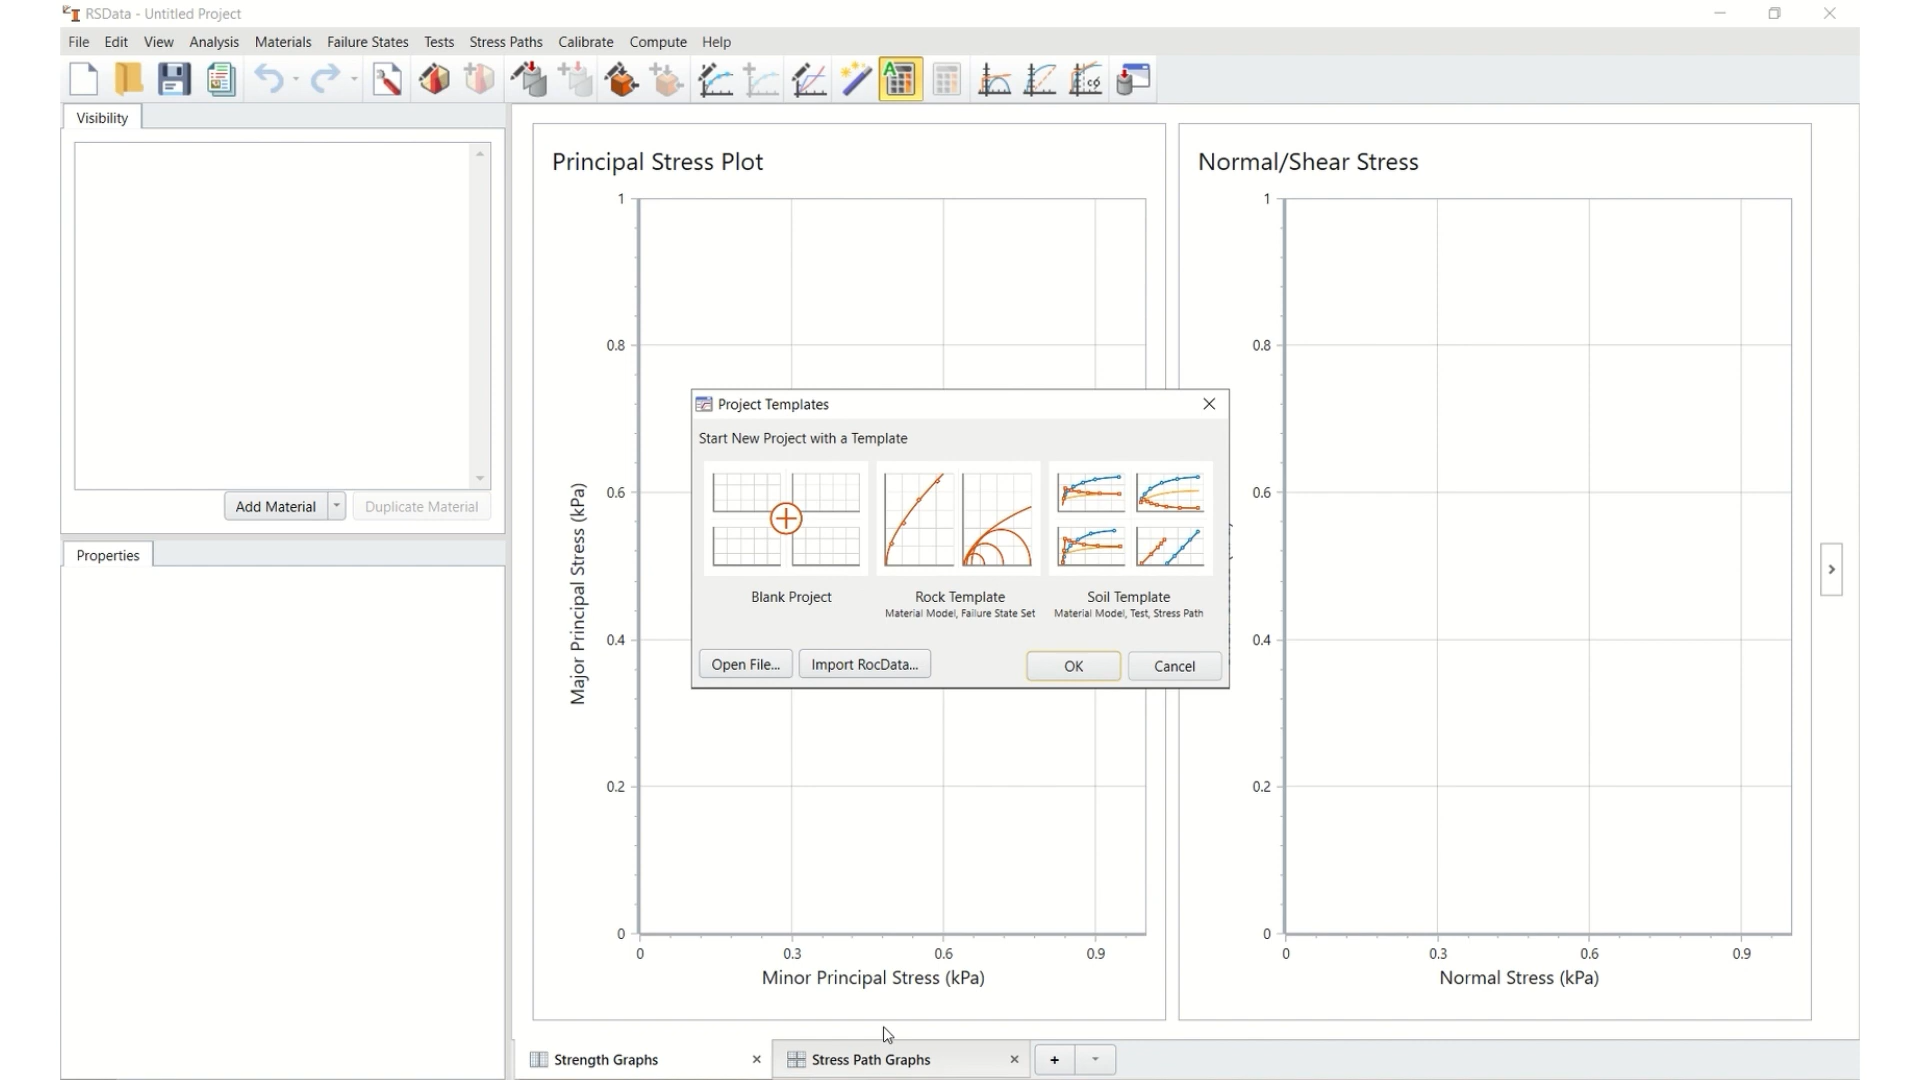 RSData - Untitled Project
File Edit View Analysis Materials Failure States Tests Stress Paths Calibrate Compute Help
Visibility
Add Material
Duplicate Material
Properties
Principal Stress Plot
1
0.8
0.6
0.4
0.2
0
0 0.3 0.6 0.9
Major Principal Stress (kPa)
Minor Principal Stress (kPa)
Normal/Shear Stress
1
0.8
0.6
0.4
0.2
0
0 0.3 0.6 0.9
Normal Stress (kPa)
Project Templates
Start New Project with a Template
Blank Project
Rock Template
Material Model, Failure State Set
Soil Template
Material Model, Test, Stress Path
Open File...
Import RocData...
OK
Cancel
Strength Graphs
Stress Path Graphs